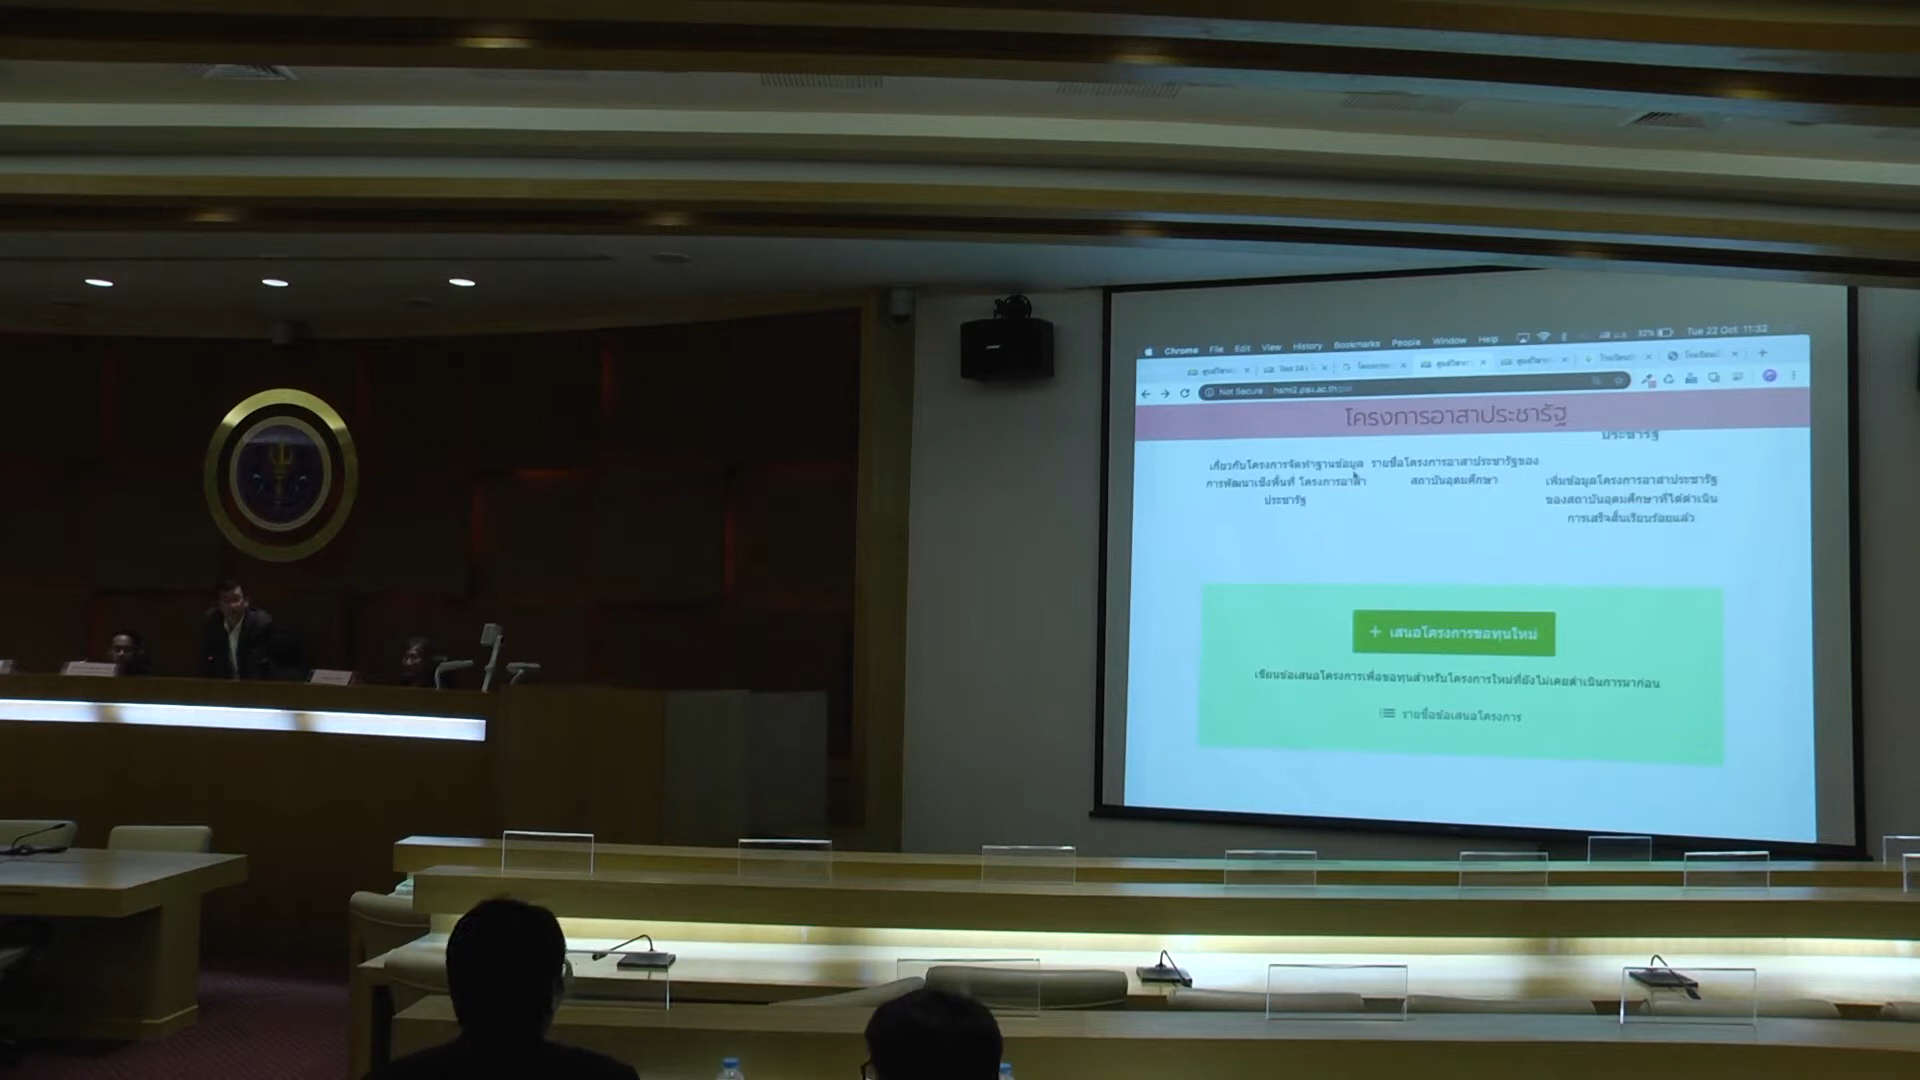 Chrome File Edit View History Bookmarks People Window Help 32% Tue 22 Oct 11:32
Not Secure hsmi2.psu.ac.th
โครงการอาสาประชารัฐ
ประชารัฐ
เกี่ยวกับโครงการจัดทำฐานข้อมูล
การพัฒนาเชิงพื้นที่ โครงการอาสา
ประชารัฐ
รายชื่อโครงการอาสาประชารัฐของ
สถาบันอุดมศึกษา
เพิ่มข้อมูลโครงการอาสาประชารัฐ
ของสถาบันอุดมศึกษาที่ได้ดำเนิน
การเสร็จสิ้นเรียบร้อยแล้ว
+ เสนอโครงการขอทุนใหม่
เขียนข้อเสนอโครงการเพื่อขอทุนสำหรับโครงการใหม่ที่ยังไม่เคยดำเนินการมาก่อน
รายชื่อข้อเสนอโครงการ